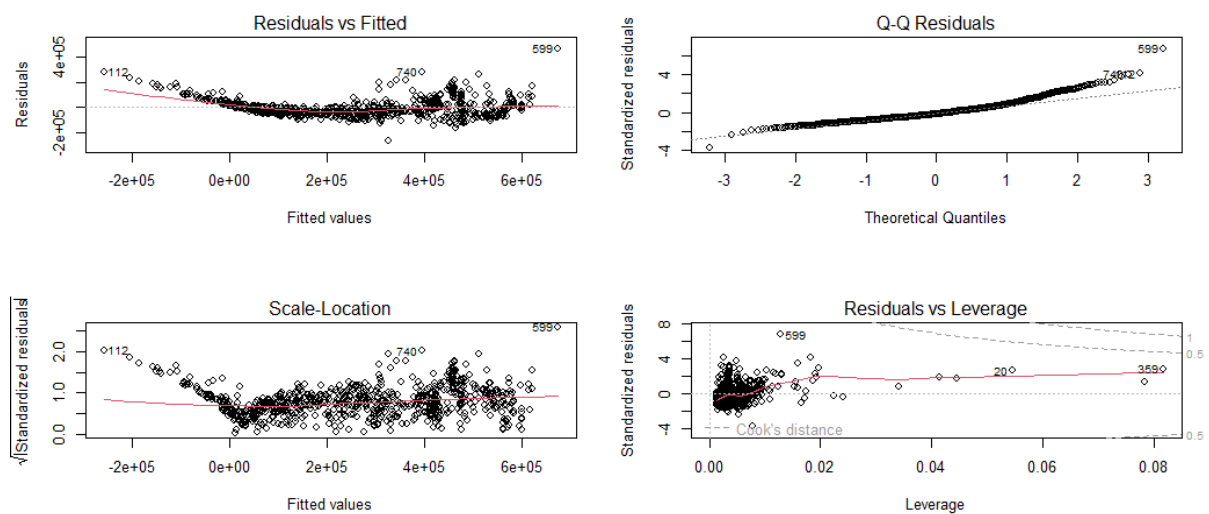 Residuals vs Fitted
Residuals
-2e+05
4e+05
112
740
599
-2e+05 0e+00 2e+05 4e+05 6e+05
Fitted values
Q-Q Residuals
Standardized residuals
-4
0
4
599
-3 -2 -1 0 1 2 3
Theoretical Quantiles
Scale-Location
√|Standardized residuals|
0.0
1.0
2.0
112
740
599
-2e+05 0e+00 2e+05 4e+05 6e+05
Fitted values
Residuals vs Leverage
Standardized residuals
-4
0
4
8
599
20
359
1
0.5
0.5
Cook's distance
0.00 0.02 0.04 0.06 0.08
Leverage